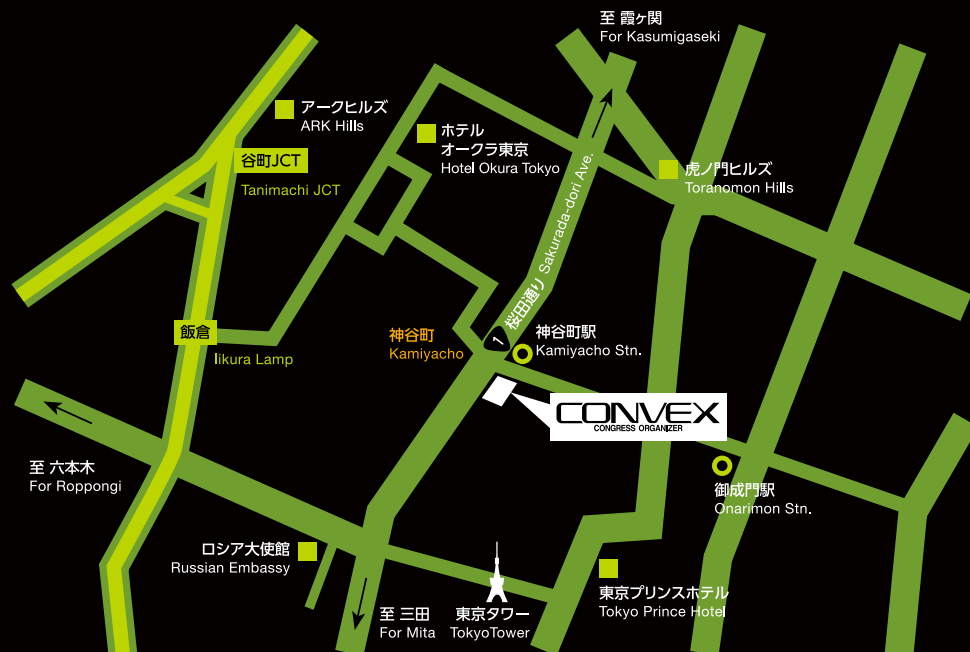 至 霞ヶ関
For Kasumigaseki
アークヒルズ
ARK Hills
ホテル
オークラ東京
Hotel Okura Tokyo
谷町JCT
Tanimachi JCT
虎ノ門ヒルズ
Toranomon Hills
桜田通り Sakurada-dori Ave.
1
飯倉
Iikura Lamp
神谷町
Kamiyacho
神谷町駅
Kamiyacho Stn.
CONVEX
CONGRESS ORGANIZER
至 六本木
For Roppongi
御成門駅
Onarimon Stn.
ロシア大使館
Russian Embassy
至 三田
For Mita
東京タワー
TokyoTower
東京プリンスホテル
Tokyo Prince Hotel